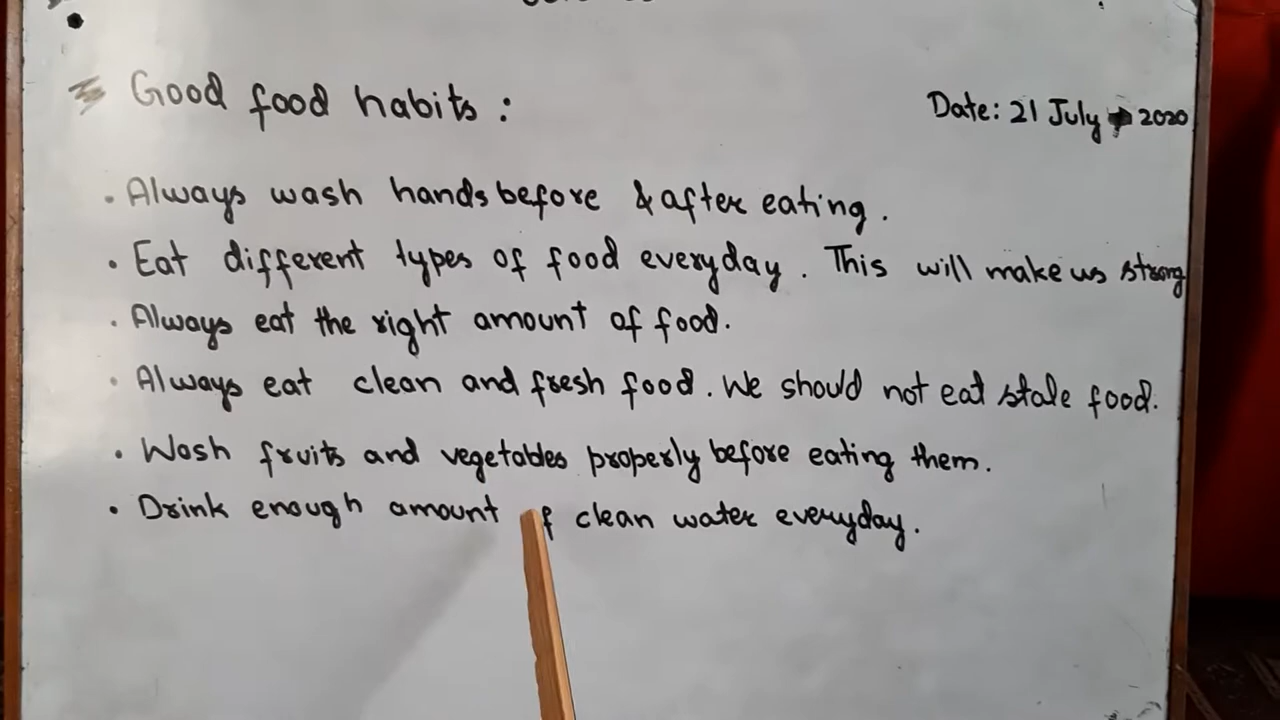 Good food habits :
Date: 21 July 2020
• Always wash hands before & after eating.
• Eat different types of food everyday. This will make us strong
• Always eat the right amount of food.
• Always eat clean and fresh food. We should not eat stale food.
• Wash fruits and vegetables properly before eating them.
• Drink enough amount of clean water everyday.